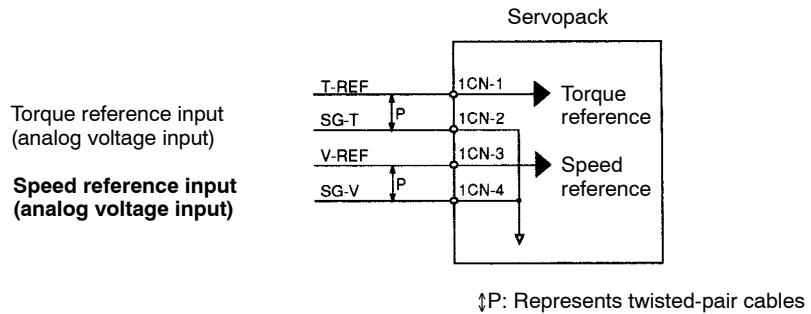 Servopack
T-REF
1CN-1
P
Torque
reference
Torque reference input
(analog voltage input)
SG-T
1CN-2
V-REF
1CN-3
P
Speed
reference
Speed reference input
(analog voltage input)
SG-V
1CN-4
⇕P: Represents twisted-pair cables